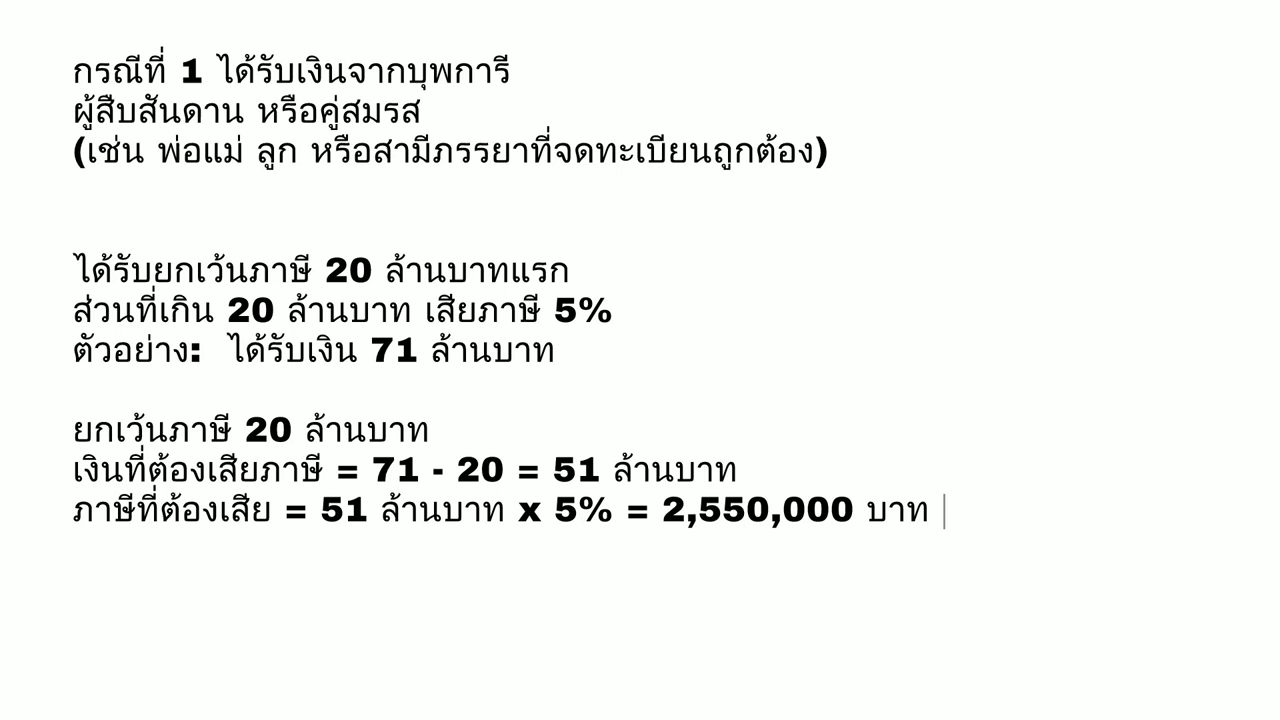 กรณีที่ 1 ได้รับเงินจากบุพการี
ผู้สืบสันดาน หรือคู่สมรส
(เช่น พ่อแม่ ลูก หรือสามีภรรยาที่จดทะเบียนถูกต้อง)
ได้รับยกเว้นภาษี 20 ล้านบาทแรก
ส่วนที่เกิน 20 ล้านบาท เสียภาษี 5%
ตัวอย่าง: ได้รับเงิน 71 ล้านบาท
ยกเว้นภาษี 20 ล้านบาท
เงินที่ต้องเสียภาษี = 71 - 20 = 51 ล้านบาท
ภาษีที่ต้องเสีย = 51 ล้านบาท x 5% = 2,550,000 บาท